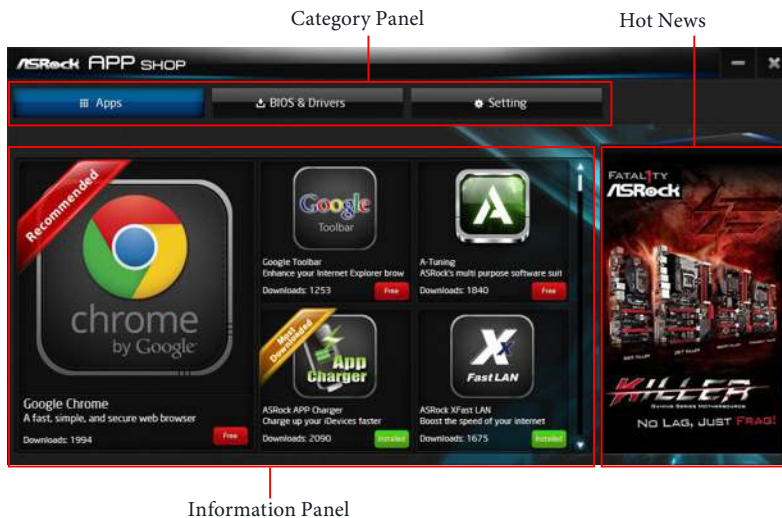 Category Panel
Hot News
ASRock APP SHOP
Apps
BIOS & Drivers
Setting
Recommended
chrome
by Google
Google Chrome
A fast, simple, and secure web browser
Downloads: 1994
Free
Google
Toolbar
Google Toolbar
Enhance your Internet Explorer brow
Downloads: 1253
Free
A-Tuning
ASRock's multi purpose software suit
Downloads: 1840
Free
Most
Downloaded
App
Charger
ASRock APP Charger
Charge up your iDevices faster
Downloads: 2090
Installed
X
Fast LAN
ASRock XFast LAN
Boost the speed of your internet
Downloads: 1675
Installed
FATAL1TY
ASRock
KILLER
GAMING SERIES MOTHERBOARDS
NO LAG, JUST FRAG!
Information Panel